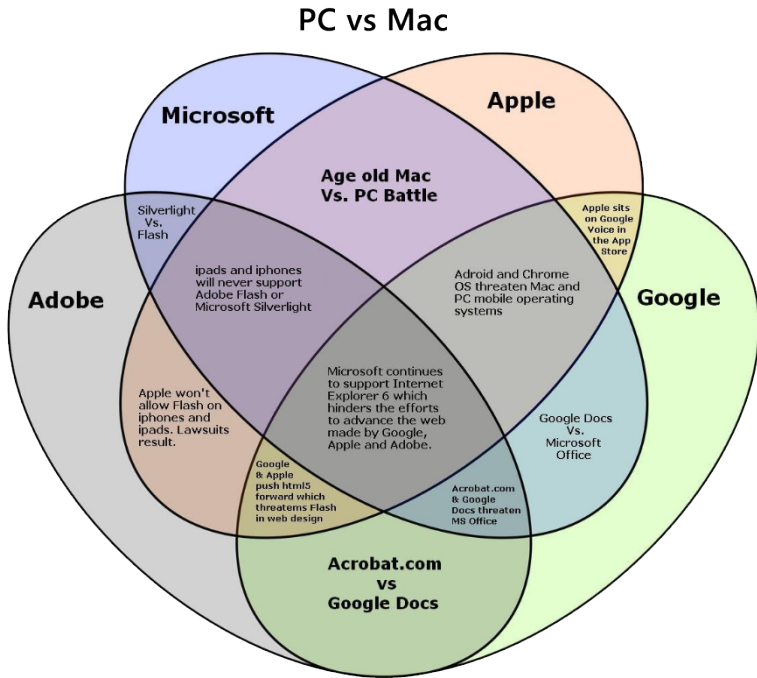 PC vs Mac
Microsoft
Apple
Age old Mac
Vs. PC Battle
Silverlight
Vs.
Flash
Apple sits
on Google
Voice in
the App
Store
Adobe
ipads and iphones
will never support
Adobe Flash or
Microsoft Silverlight
Adroid and Chrome
OS threaten Mac and
PC mobile operating
systems
Google
Apple won't
allow Flash on
iphones and
ipads. Lawsuits
result.
Microsoft continues
to support Internet
Explorer 6 which
hinders the efforts
to advance the web
made by Google,
Apple and Adobe.
Google Docs
Vs.
Microsoft
Office
Google
& Apple
push html5
forward which
threatems Flash
in web design
Acrobat.com
& Google
Docs threaten
MS Office
Acrobat.com
vs
Google Docs